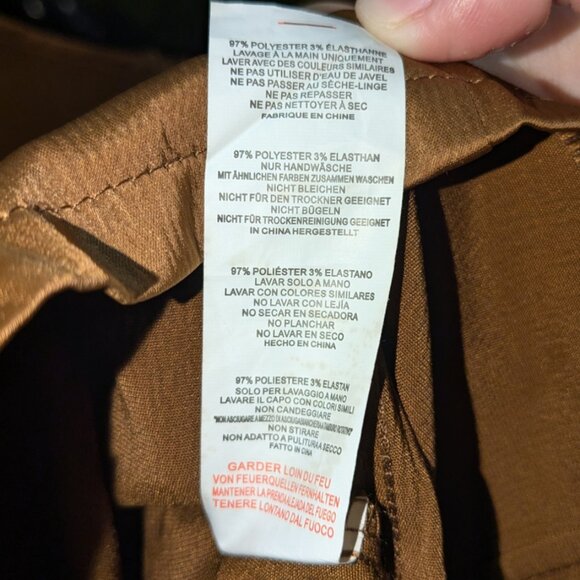 97% POLYESTER 3% ÉLASTHANNE
LAVAGE À LA MAIN UNIQUEMENT
LAVER AVEC DES COULEURS SIMILAIRES
NE PAS UTILISER D'EAU DE JAVEL
NE PAS PASSER AU SÈCHE-LINGE
NE PAS REPASSER
NE PAS NETTOYER À SEC
FABRIQUE EN CHINE
97% POLYESTER 3% ELASTHAN
NUR HANDWÄSCHE
MIT ÄHNLICHEN FARBEN ZUSAMMEN WASCHEN
NICHT BLEICHEN
NICHT FÜR DEN TROCKNER GEEIGNET
NICHT BÜGELN
NICHT FÜR TROCKENREINIGUNG GEEIGNET
IN CHINA HERGESTELLT
97% POLIÉSTER 3% ELASTANO
LAVAR SOLO A MANO
LAVAR CON COLORES SIMILARES
NO LAVAR CON LEJÍA
NO SECAR EN SECADORA
NO PLANCHAR
NO LAVAR EN SECO
HECHO EN CHINA
97% POLIESTERE 3% ELASTAN
SOLO PER LAVAGGIO A MANO
LAVARE IL CAPO CON COLORI SIMILI
NON CANDEGGIARE
"NON ASCIUGARE A MEZZO DI ASCIUGABIANCHERIA A
NON STIRARE
NON ADATTO A PULITURA SECCO
FATTO IN CINA
GARDER LOIN DU FEU
VON FEUERQUELLEN FERNHALTEN
MANTENER LA PRENDA ALEJADA DEL FUEGO
TENERE LONTANO DAL FUOCO